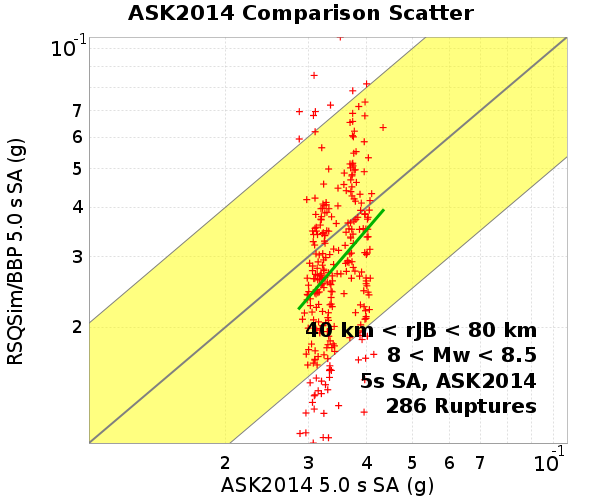 ASK2014 Comparison Scatter
10-1
7
6
5
4
3
2
RSQSim/BBP 5.0 s SA (g)
40 km < rJB < 80 km
8 < Mw < 8.5
5s SA, ASK2014
286 Ruptures
2 3 4 5 6 7 10-1
ASK2014 5.0 s SA (g)